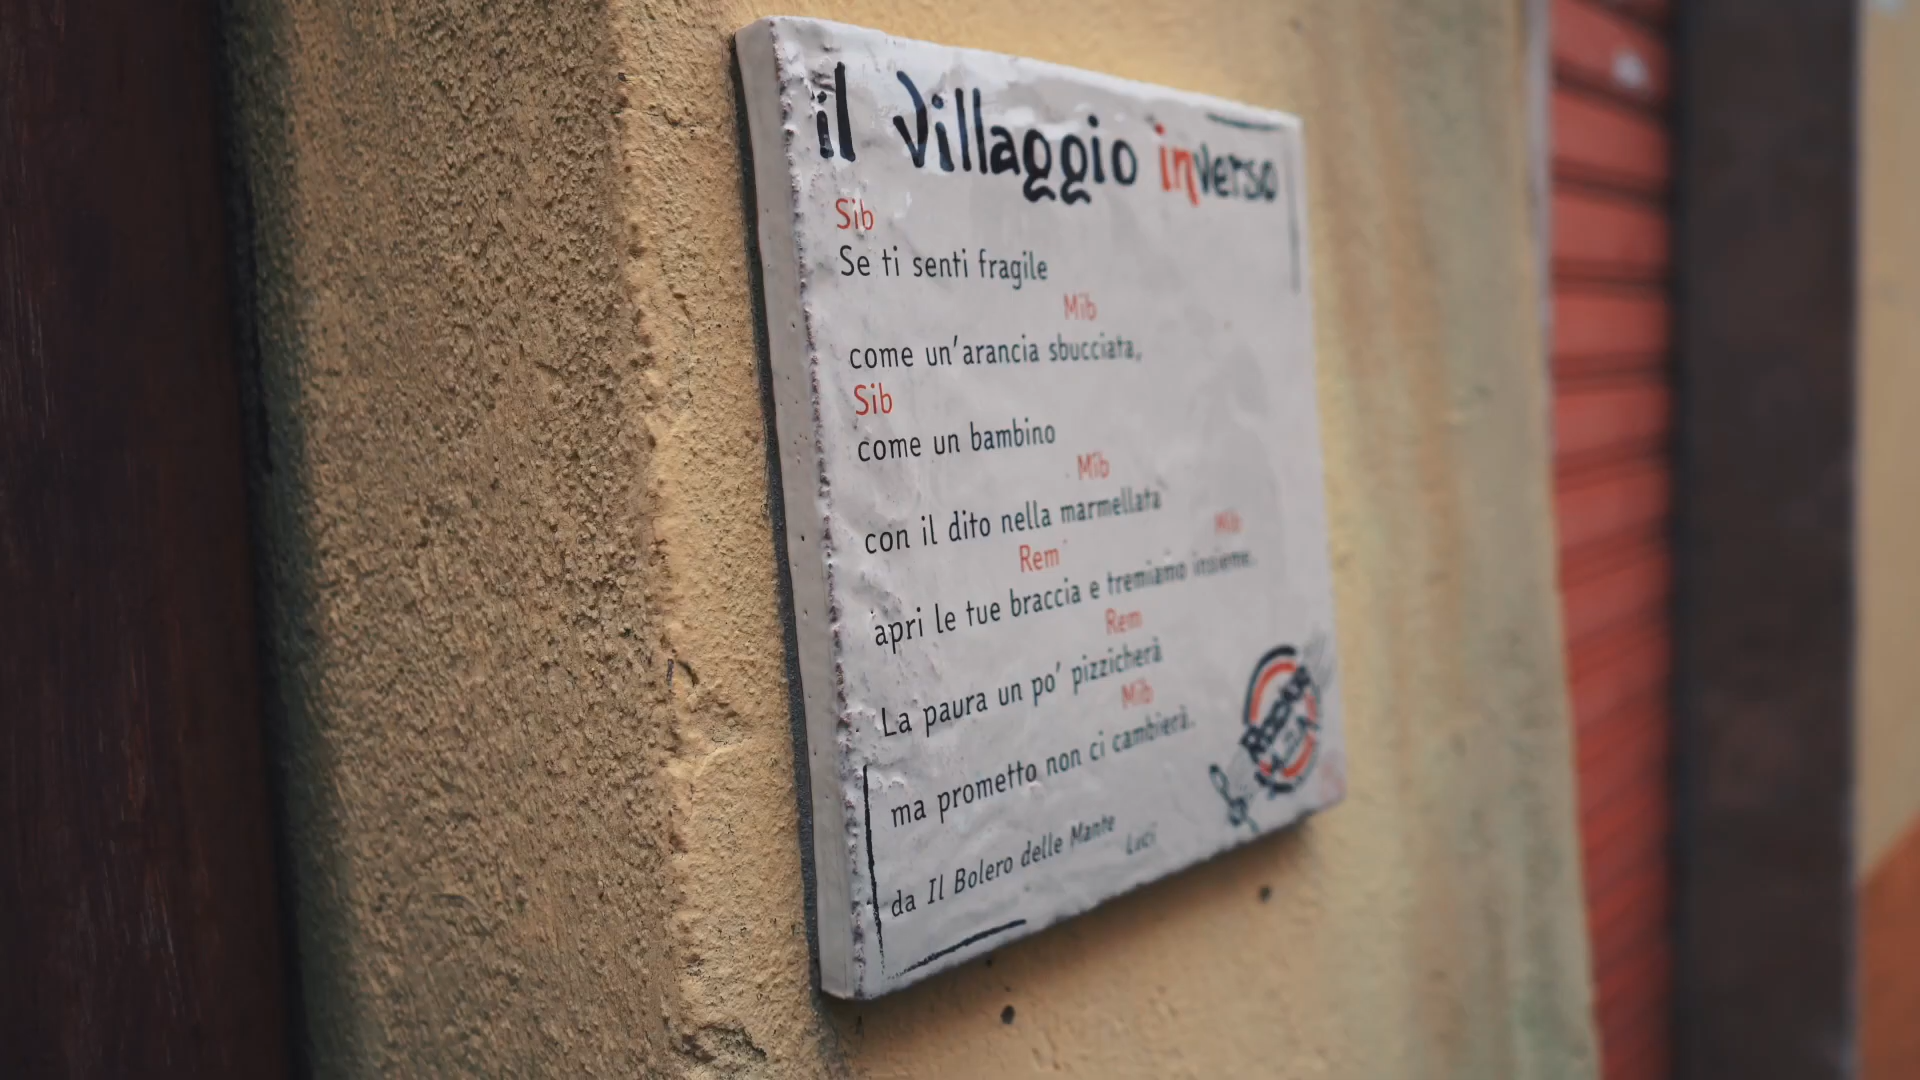 il villaggio inverso
Sib
Se ti senti fragile
Mib
come un'arancia sbucciata,
Sib
come un bambino
Mib
con il dito nella marmellata
Rem Mib
apri le tue braccia e tremiamo insieme.
Rem
La paura un po' pizzicherà
Mib
ma prometto non ci cambierà.
da Il Bolero delle Mante
Luci